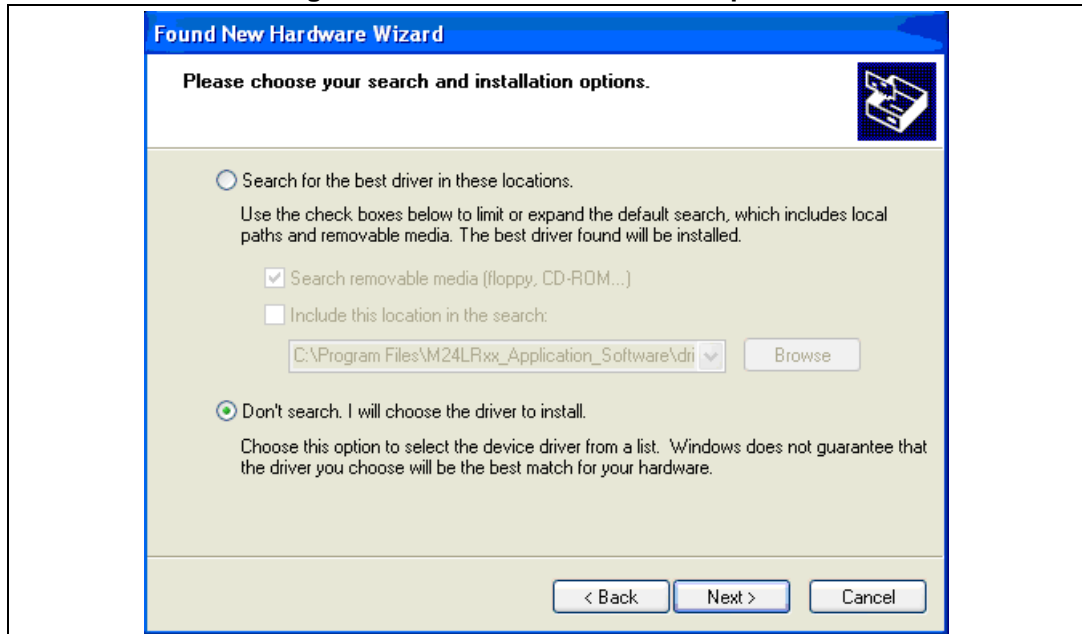 Found New Hardware Wizard
Please choose your search and installation options.
Search for the best driver in these locations.
Use the check boxes below to limit or expand the default search, which includes local
paths and removable media. The best driver found will be installed.
Search removable media (floppy, CD-ROM...)
Include this location in the search:
C:\Program Files\M24LRxx_Application_Software\dri
Browse
Don't search. I will choose the driver to install.
Choose this option to select the device driver from a list. Windows does not guarantee that
the driver you choose will be the best match for your hardware.
< Back
Next >
Cancel